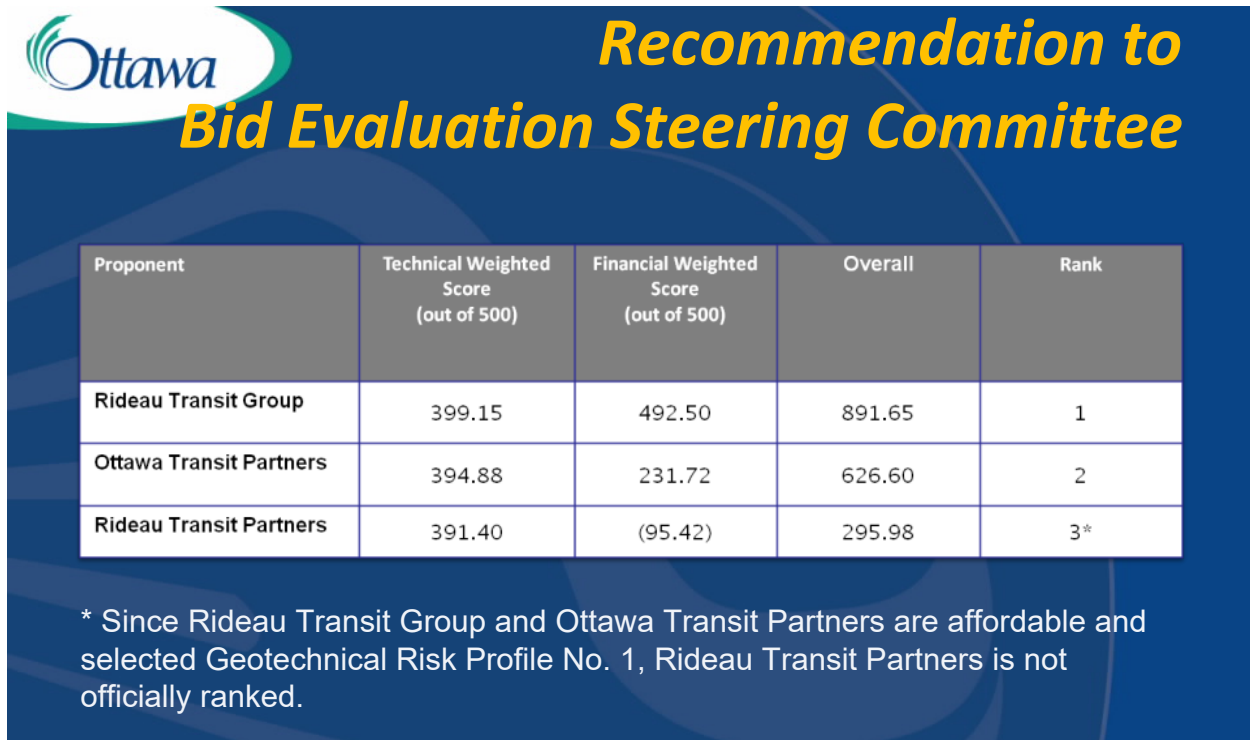 Ottawa
Recommendation to
Bid Evaluation Steering Committee
Proponent
Technical Weighted
Score
(out of 500)
Financial Weighted
Score
(out of 500)
Overall
Rank
Rideau Transit Group 399.15 492.50 891.65 1
Ottawa Transit Partners 394.88 231.72 626.60 2
Rideau Transit Partners 391.40 (95.42) 295.98 3*
* Since Rideau Transit Group and Ottawa Transit Partners are affordable and
selected Geotechnical Risk Profile No. 1, Rideau Transit Partners is not
officially ranked.